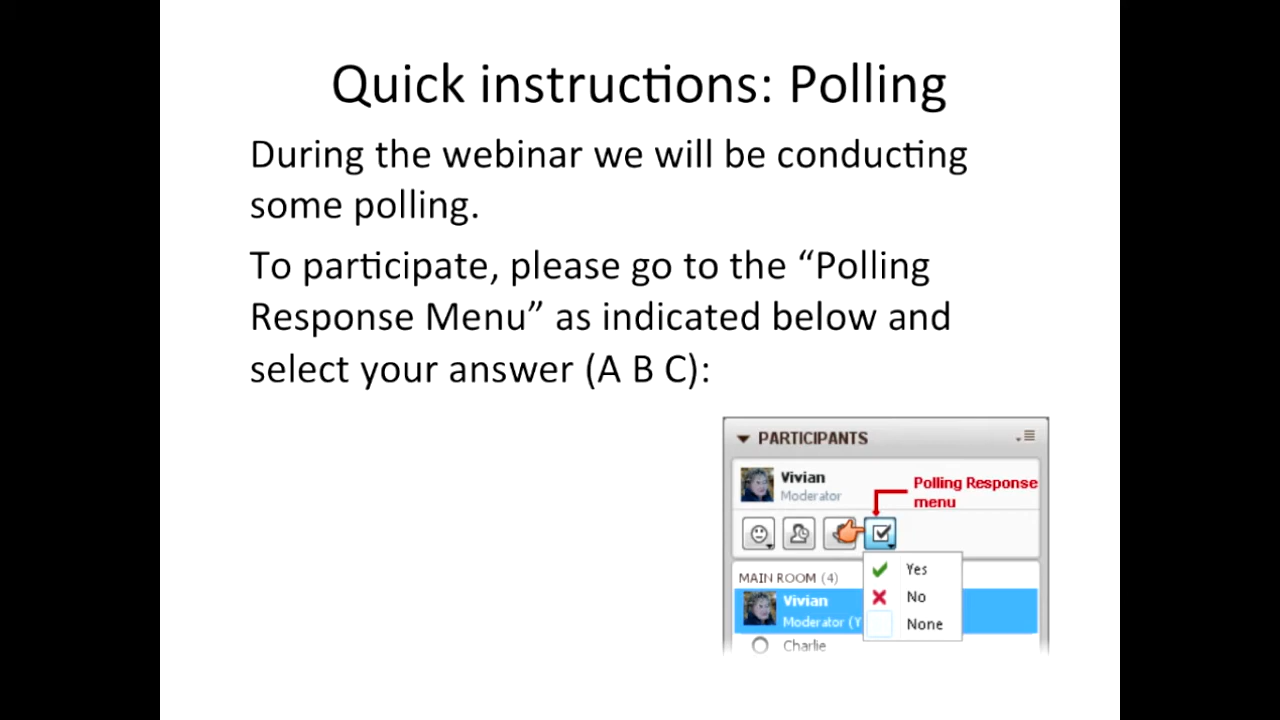 Quick instructions: Polling
During the webinar we will be conducting
some polling.
To participate, please go to the “Polling
Response Menu” as indicated below and
select your answer (A B C):
PARTICIPANTS
Vivian
Moderator
Polling Response
menu
Yes
No
None
MAIN ROOM (4)
Vivian
Moderator (Y
Charlie